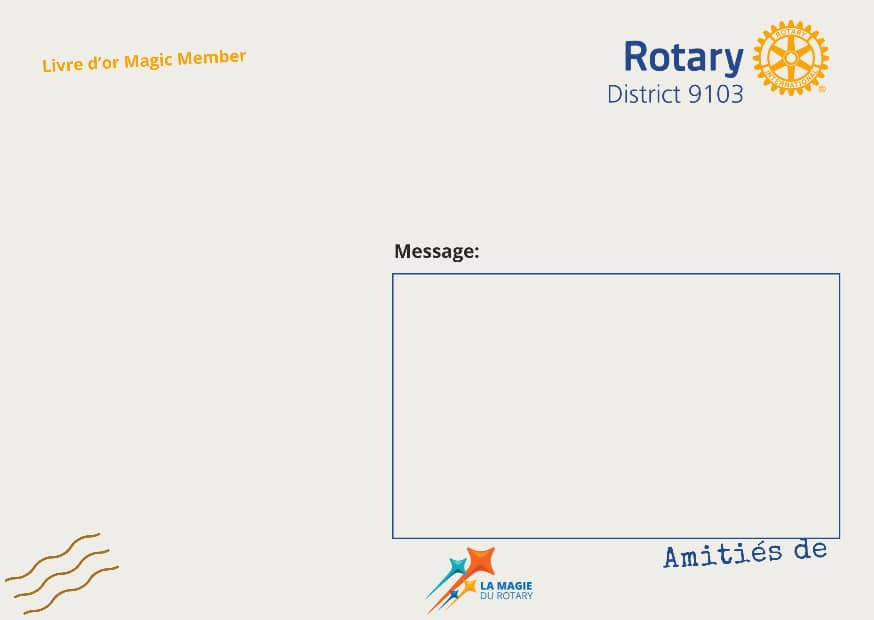 Livre d'or Magic Member
Rotary
District 9103
ROTARY
INTERNATIONAL
®
Message:
Amitiés de
LA MAGIE
DU ROTARY